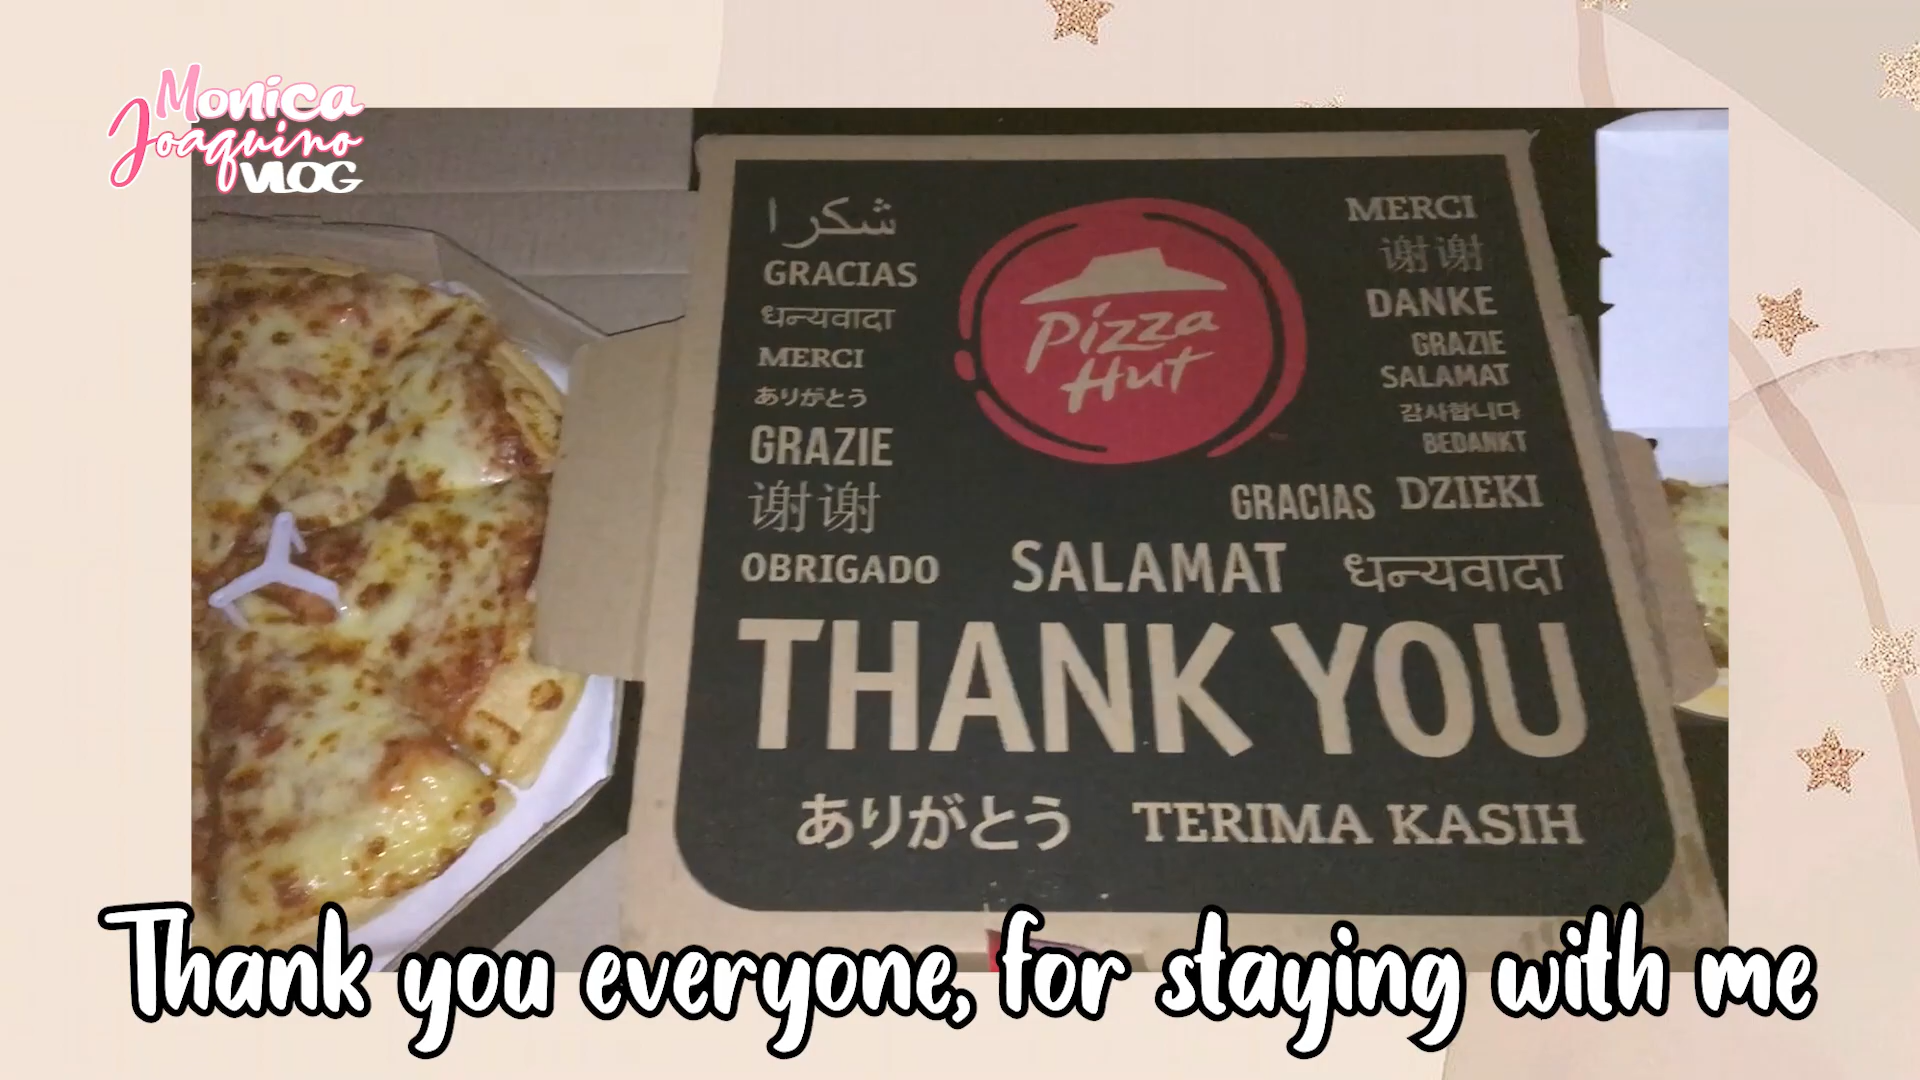 Monica
Joaquino
VLOG
شكرا
GRACIAS
धन्यवादा
MERCI
ありがとう
GRAZIE
谢谢
OBRIGADO
Pizza
Hut
MERCI
谢谢
DANKE
GRAZIE
SALAMAT
감사합니다
BEDANKT
GRACIAS DZIEKI
SALAMAT धन्यवादा
THANK YOU
ありがとう TERIMA KASIH
Thank you everyone, for staying with me